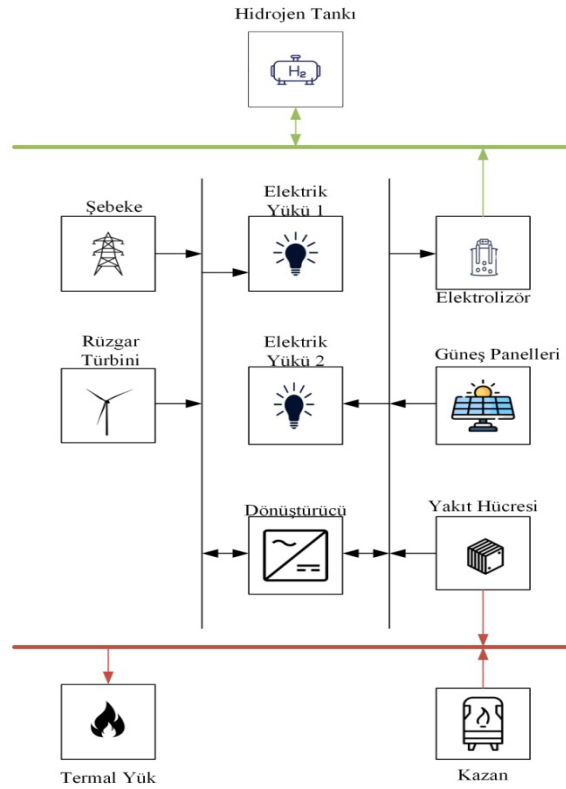 Hidrojen Tankı
H₂
Şebeke
Elektrik
Yükü 1
Elektrolizör
Rüzgar
Türbini
Elektrik
Yükü 2
Güneş Panelleri
Dönüştürücü
Yakıt Hücresi
Termal Yük
Kazan